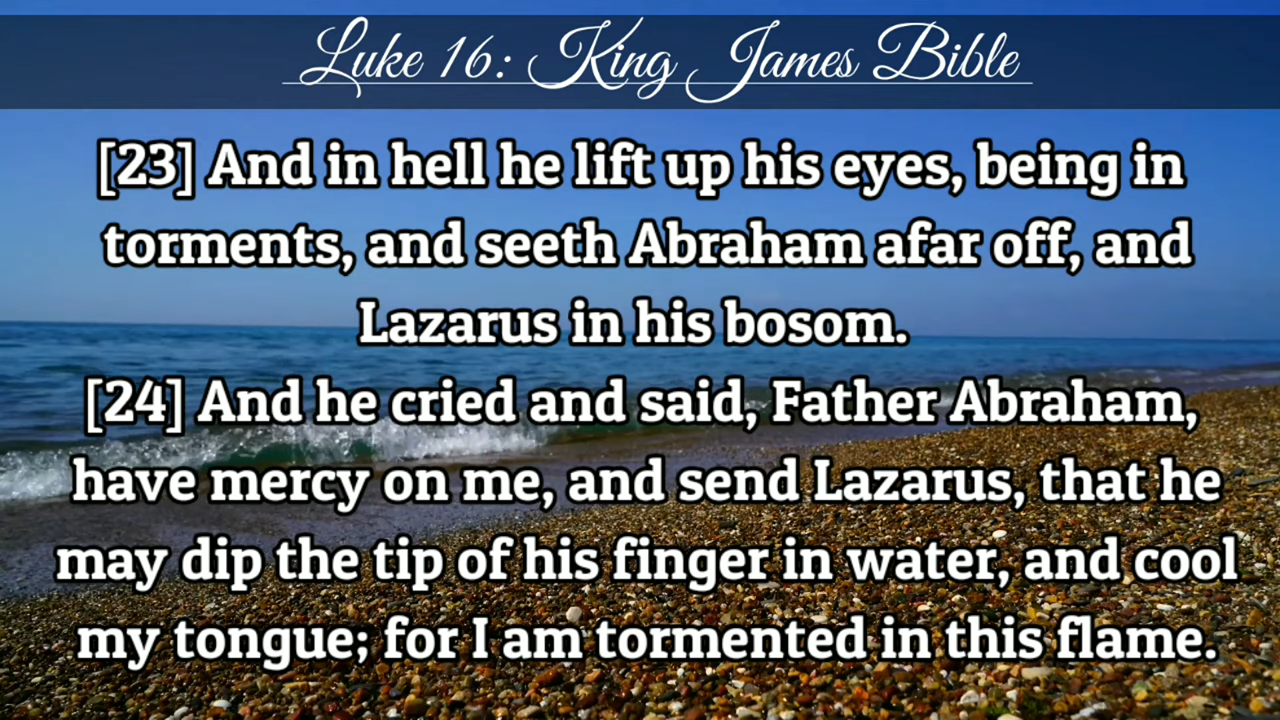 Luke 16: King James Bible
[23] And in hell he lift up his eyes, being in
torments, and seeth Abraham afar off, and
Lazarus in his bosom.
[24] And he cried and said, Father Abraham,
have mercy on me, and send Lazarus, that he
may dip the tip of his finger in water, and cool
my tongue; for I am tormented in this flame.